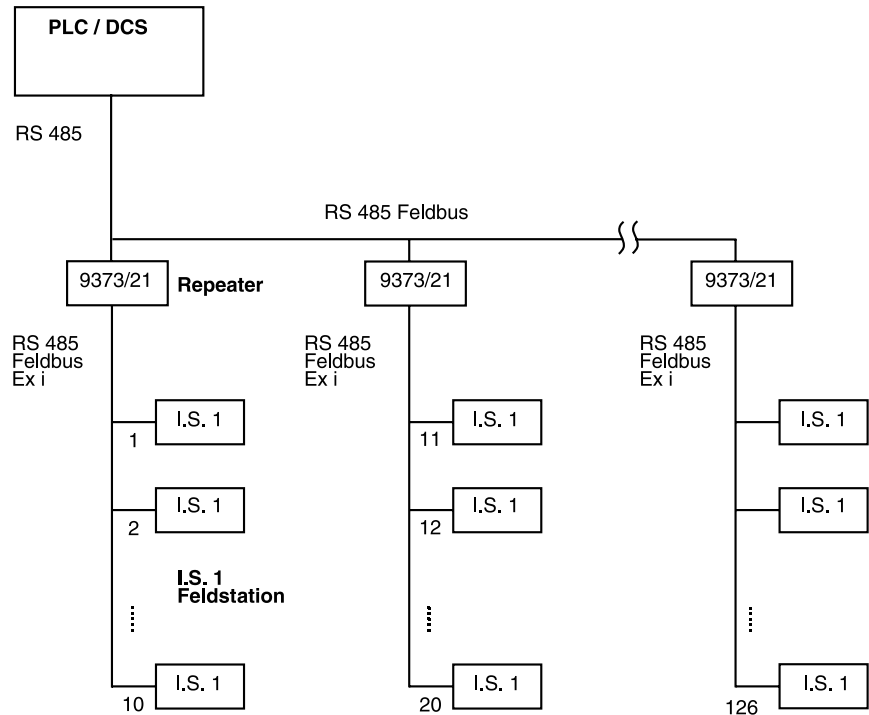 PLC / DCS
RS 485
RS 485 Feldbus
9373/21
Repeater
9373/21
9373/21
RS 485
Feldbus
Ex i
RS 485
Feldbus
Ex i
RS 485
Feldbus
Ex i
I.S. 1
1
I.S. 1
11
I.S. 1
I.S. 1
2
I.S. 1
12
I.S. 1
I.S. 1
Feldstation
I.S. 1
10
I.S. 1
20
I.S. 1
126